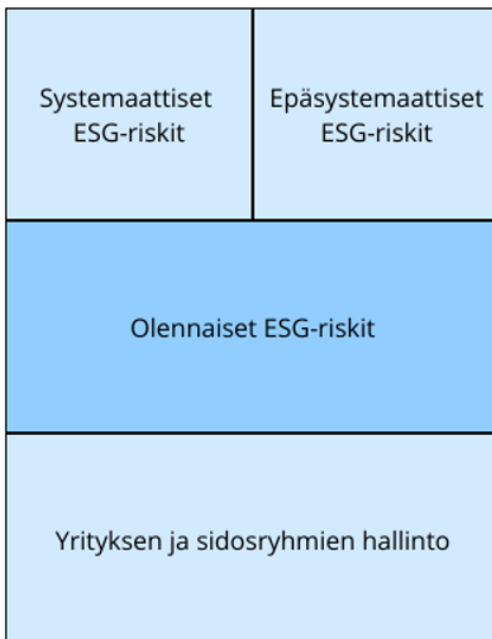 Systemaattiset
ESG-riskit
Epäsystemaattiset
ESG-riskit
Olennaiset ESG-riskit
Yrityksen ja sidosryhmien hallinto